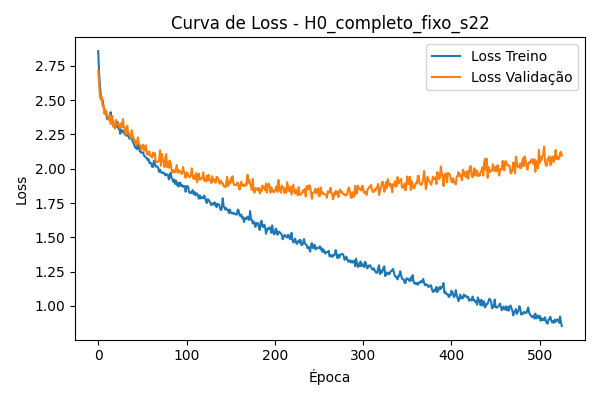 Curva de Loss - H0_completo_fixo_s22
Loss Treino
Loss Validação
Loss
2.75
2.50
2.25
2.00
1.75
1.50
1.25
1.00
0
100
200
300
400
500
Época